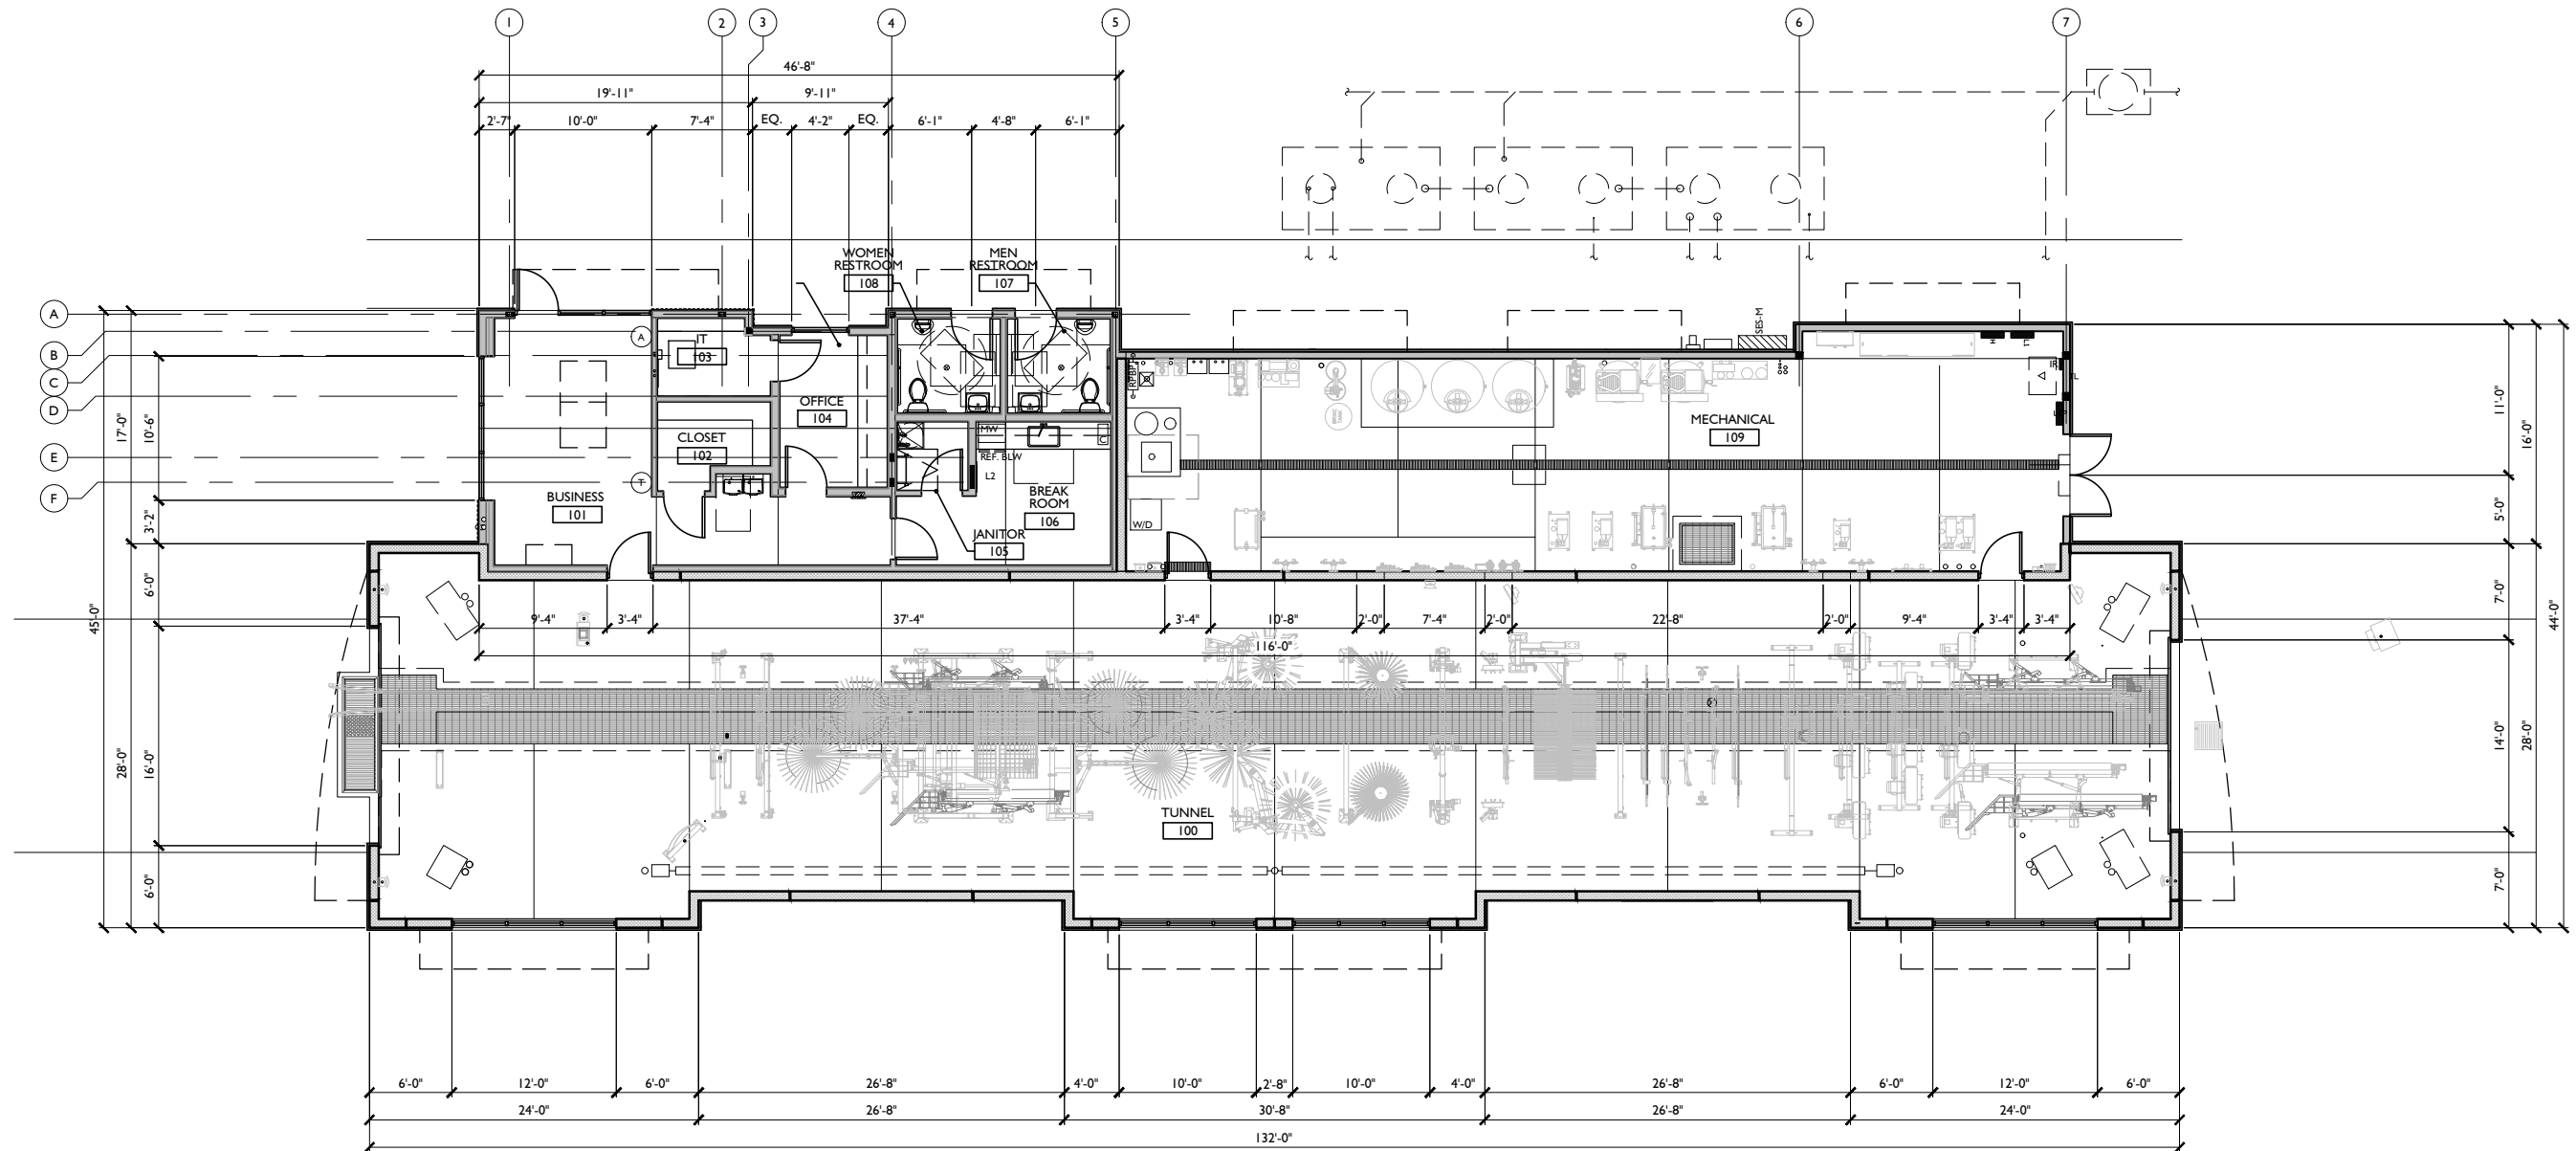 1 2 3 4 5 6 7
46'-8"
19'-11" 9'-11"
2'-7" 10'-0" 7'-4" EQ. 4'-2" EQ. 6'-1" 4'-8" 6'-1"
WOMEN
RESTROOM
108
MEN
RESTROOM
107
A
B
C
D
E
F
A
IT
103
OFFICE
104
CLOSET
102
T
BUSINESS
101
MW
REF. BLW
L2
BREAK
ROOM
106
JANITOR
105
RPBP
W/D
BRINE
TANK
SES-M
MECHANICAL
109
H
L1
45'-0"
17'-0"
28'-0"
10'-6"
3'-2"
6'-0"
16'-0"
6'-0"
11'-0"
5'-0"
7'-0"
14'-0"
7'-0"
16'-0"
28'-0"
44'-0"
9'-4" 3'-4" 37'-4" 3'-4" 10'-8" 2'-0" 7'-4" 2'-0" 22'-8" 2'-0" 9'-4" 3'-4" 3'-4"
116'-0"
TUNNEL
100
6'-0" 12'-0" 6'-0" 26'-8" 4'-0" 10'-0" 2'-8" 10'-0" 4'-0" 26'-8" 6'-0" 12'-0" 6'-0"
24'-0" 26'-8" 30'-8" 26'-8" 24'-0"
132'-0"